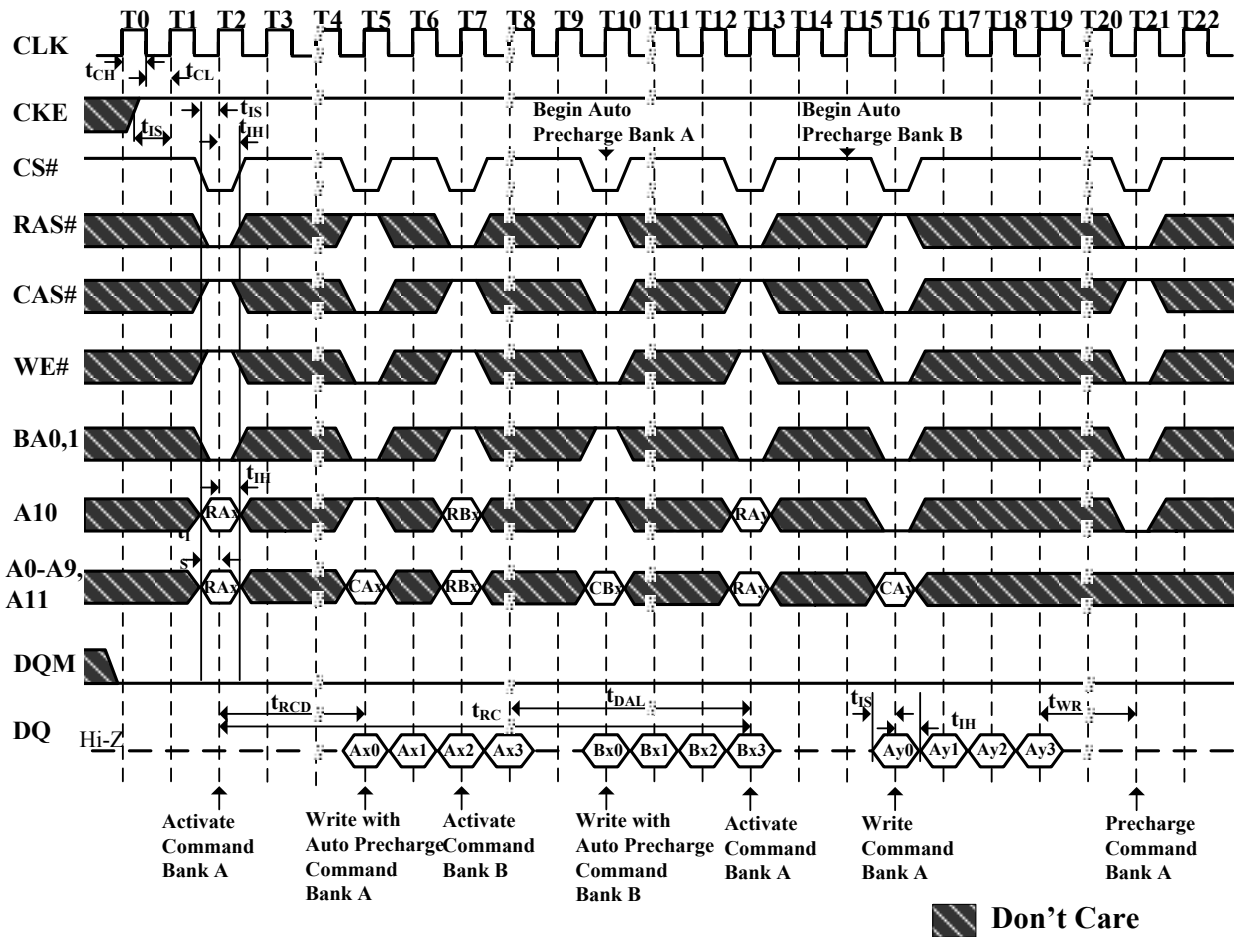 T0 T1 T2 T3 T4 T5 T6 T7 T8 T9 T10 T11 T12 T13 T14 T15 T16 T17 T18 T19 T20 T21 T22
CLK
tCH
tCL
CKE
tIS
tIS
tIH
Begin Auto
Precharge Bank A
Begin Auto
Precharge Bank B
CS#
RAS#
CAS#
WE#
BA0,1
tIH
A10
RAx
RBx
RAy
tI
S
A0-A9,
A11
RAx
CAx
RBx
CBx
RAy
CAy
DQM
tRCD
tRC
tDAL
tIS
tIH
tWR
DQ
Hi-Z
Ax0 Ax1 Ax2 Ax3 Bx0 Bx1 Bx2 Bx3 Ay0 Ay1 Ay2 Ay3
Activate
Command
Bank A
Write with
Auto Precharge
Command
Bank A
Activate
Command
Bank B
Write with
Auto Precharge
Command
Bank B
Activate
Command
Bank A
Write
Command
Bank A
Precharge
Command
Bank A
Don't Care